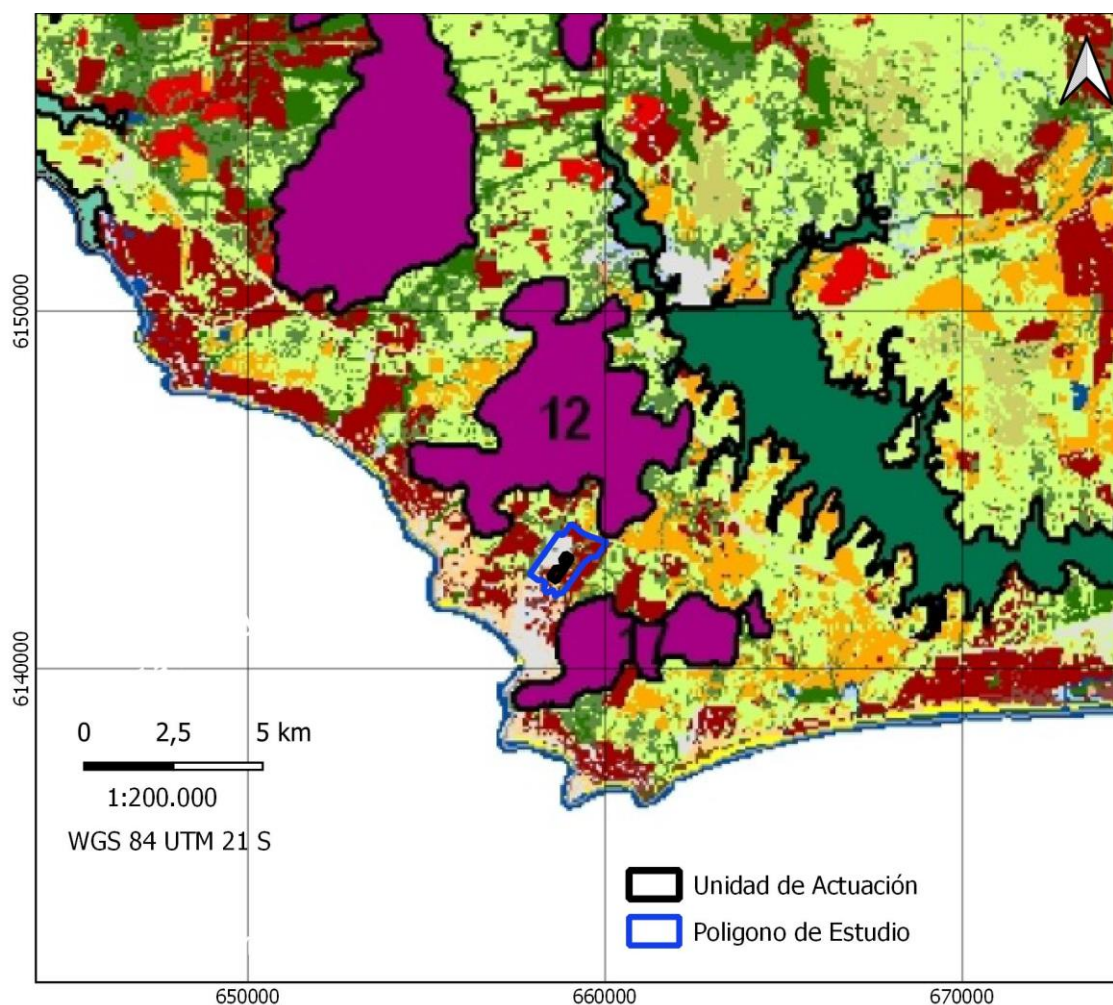 12
6150000
6140000
0 2,5 5 km
1:200.000
WGS 84 UTM 21 S
Unidad de Actuación
Poligono de Estudio
650000 660000 670000